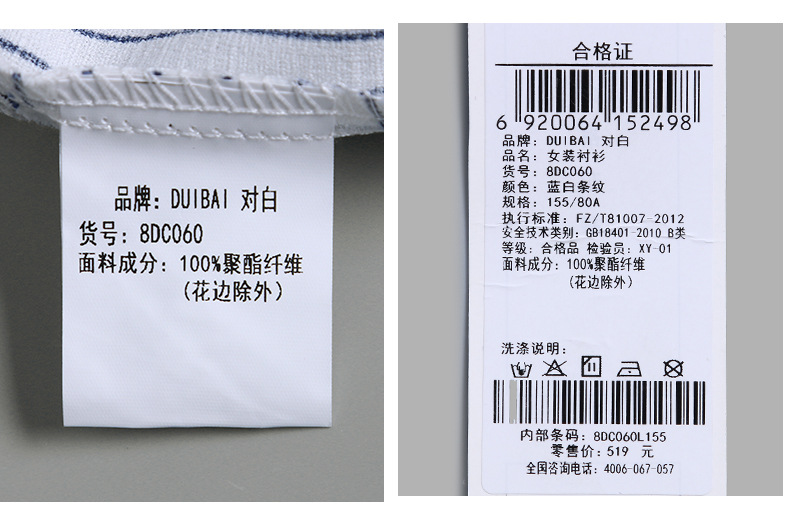 品牌: DUIBAI 对白
货号: 8DC060
面料成分: 100%聚酯纤维
(花边除外)
合格证
6 920064 152498
品牌: DUIBAI 对白
品名: 女装衬衫
货号: 8DC060
颜色: 蓝白条纹
规格: 155/80A
执行标准: FZ/T81007-2012
安全技术类别: GB18401-2010 B类
等级: 合格品 检验员: XY-01
面料成分: 100%聚酯纤维
(花边除外)
洗涤说明:
内部条码: 8DC060L155
零售价: 519 元
全国咨询电话: 4006-067-057